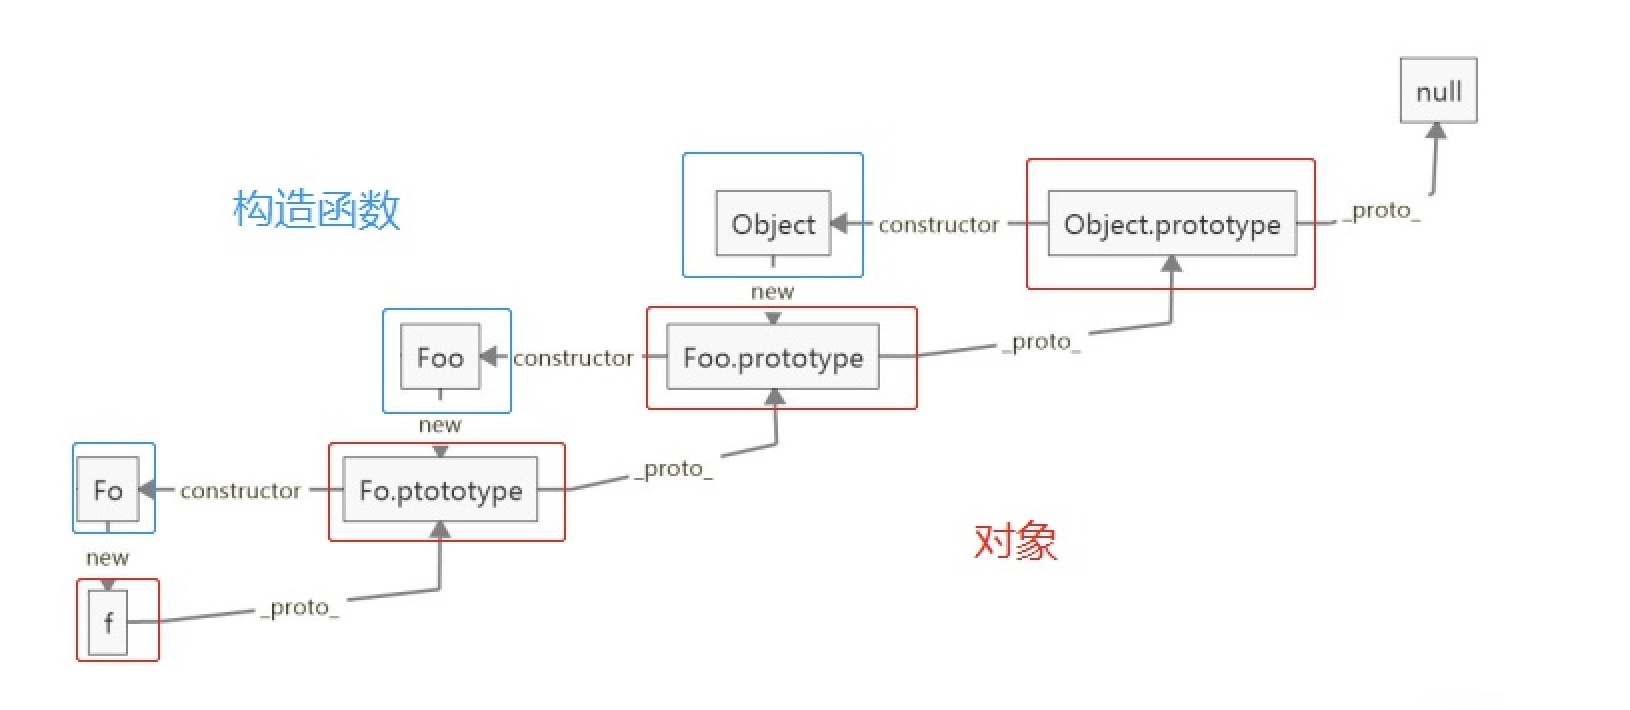 null
构造函数
Object
constructor
Object.prototype
_proto_
new
Foo
constructor
Foo.prototype
_proto_
new
Fo
constructor
Fo.ptototype
_proto_
对象
new
f
_proto_